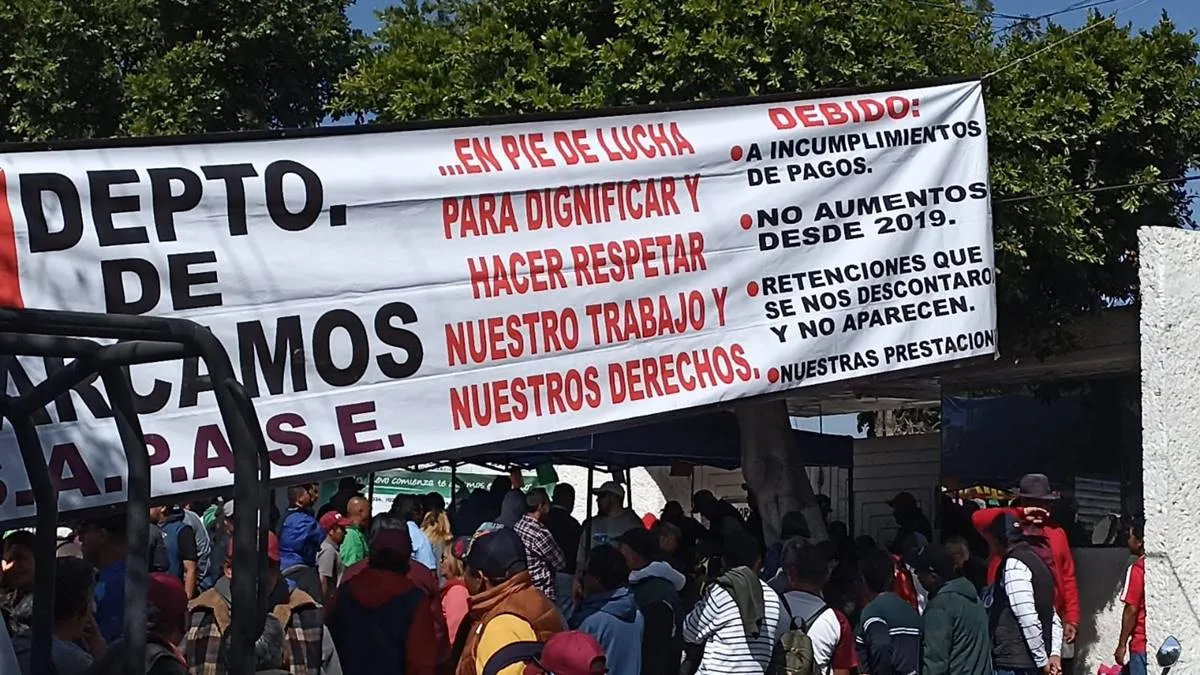 DEPTO.
DE
ARCAMOS
S.A.P.A.S.E.
...EN PIE DE LUCHA
PARA DIGNIFICAR Y
HACER RESPETAR
NUESTRO TRABAJO Y
NUESTROS DERECHOS.
DEBIDO:
• A INCUMPLIMIENTOS
DE PAGOS.
• NO AUMENTOS
DESDE 2019.
• RETENCIONES QUE
SE NOS DESCONTARO
Y NO APARECEN.
• NUESTRAS PRESTACION
comienza